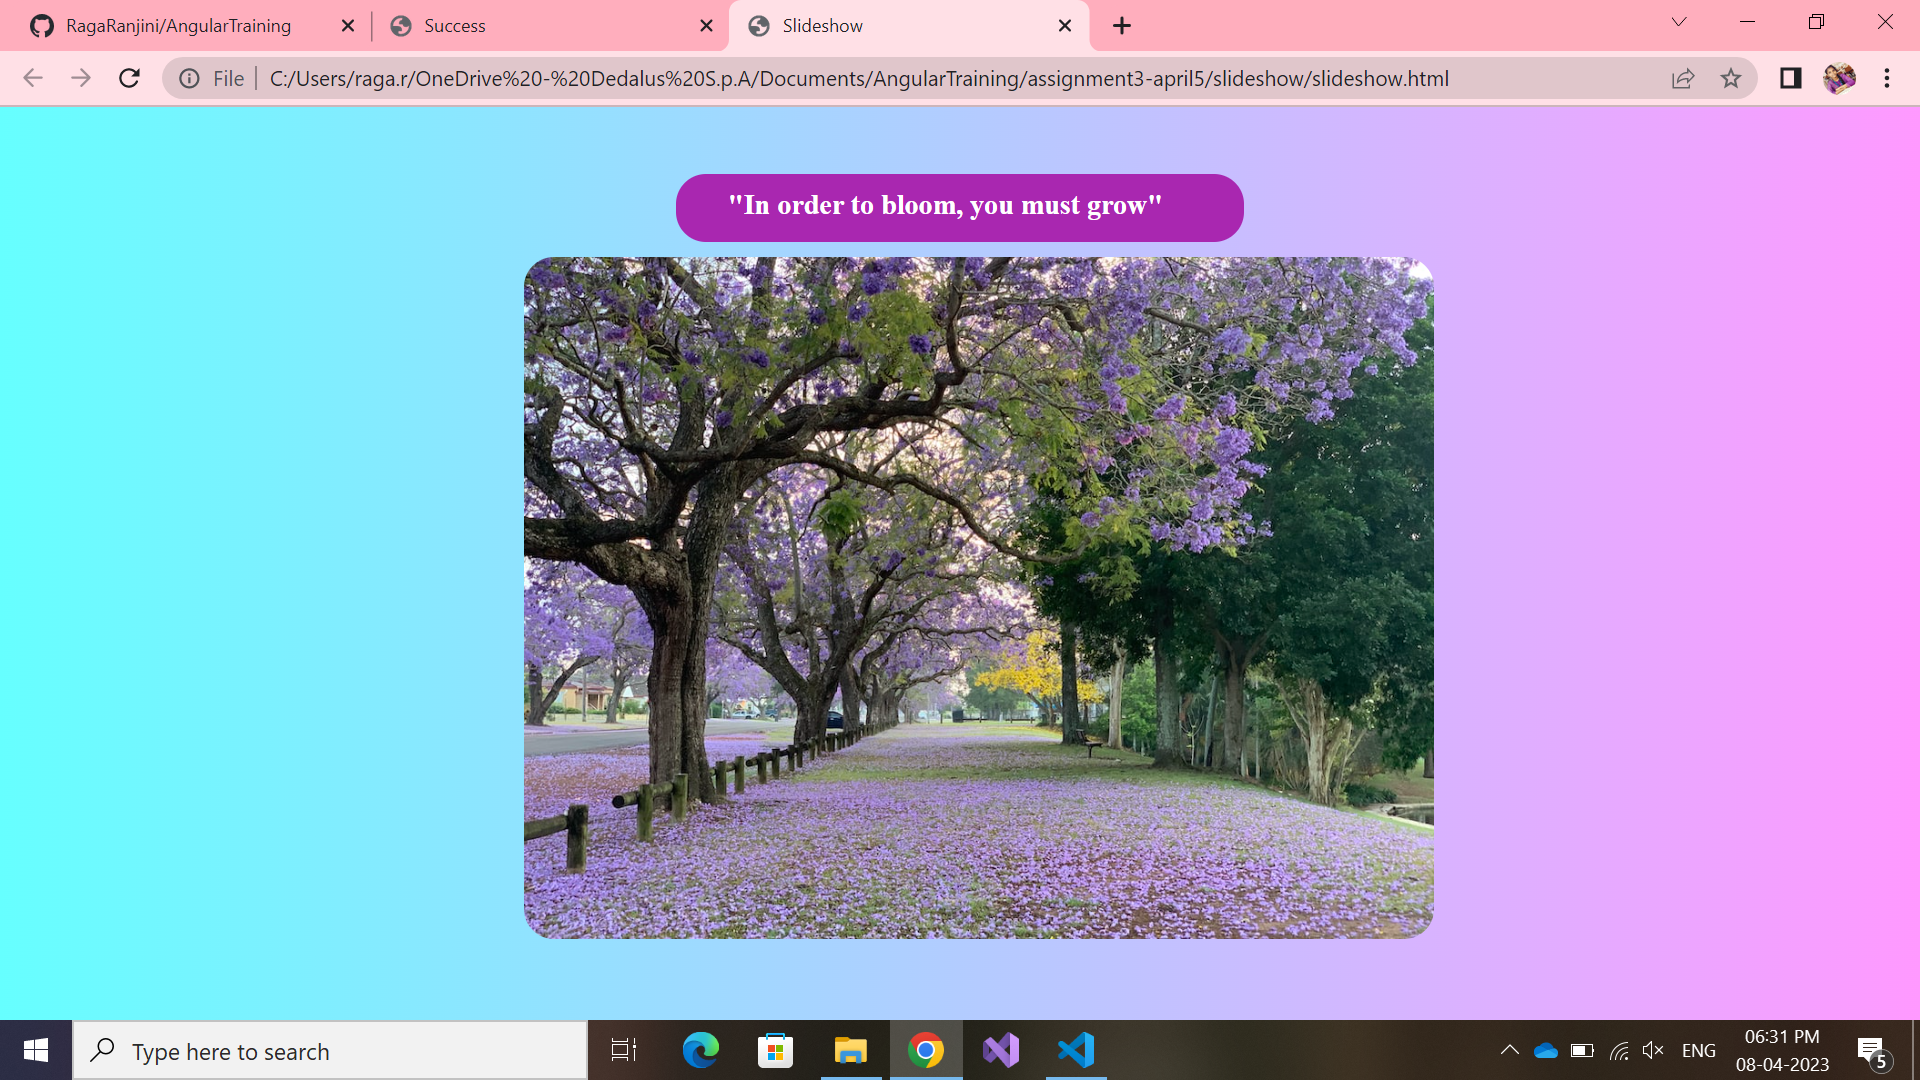 RagaRanjini/AngularTraining
Success
Slideshow
File
C:/Users/raga.r/OneDrive%20-%20Dedalus%20S.p.A/Documents/AngularTraining/assignment3-april5/slideshow/slideshow.html
"In order to bloom, you must grow"
Type here to search
ENG
06:31 PM
08-04-2023
5